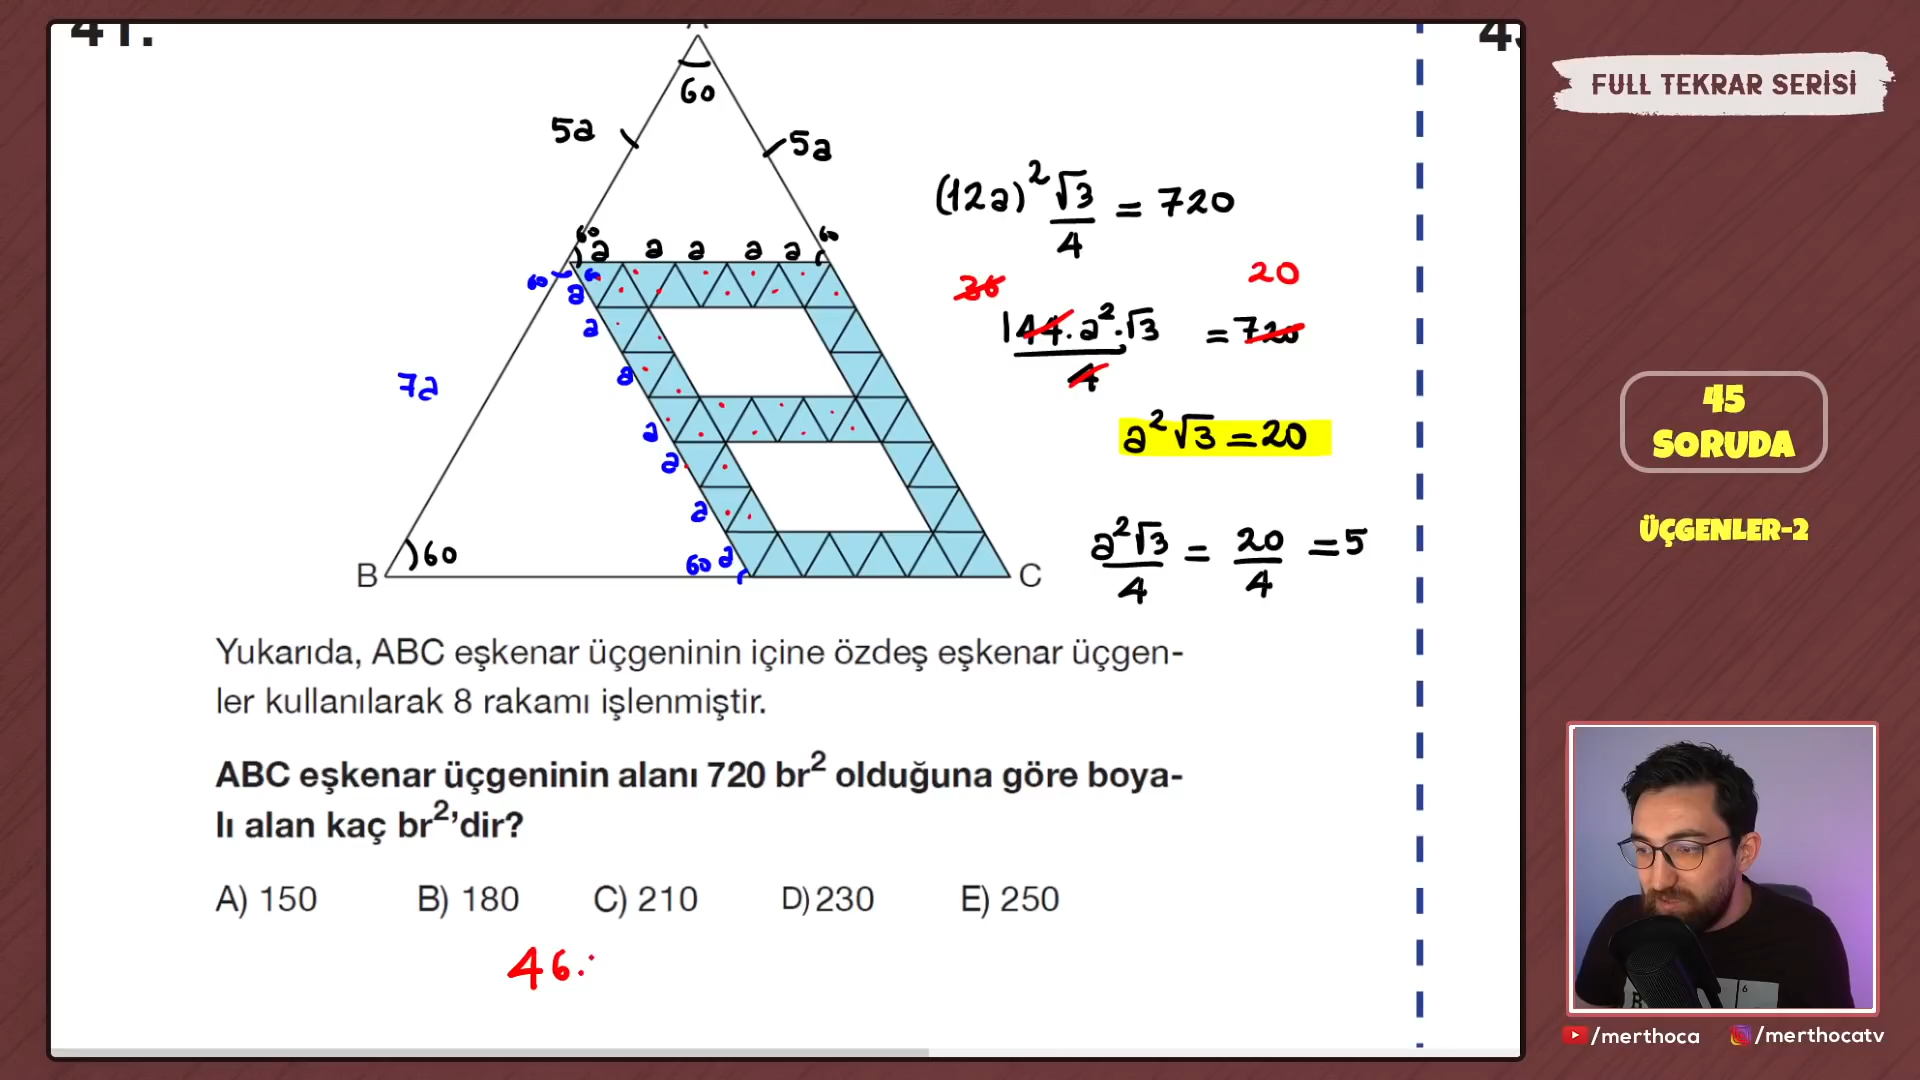 41.
A
60
5a
5a
60
60
a a a a a
60
60
a
a
a
a
a
a
a
7a
60
60
B
C
(12a)² √3/4 = 720
36
20
144.a².√3/4 = 720
a²√3 = 20
a²√3/4 = 20/4 = 5
Yukarıda, ABC eşkenar üçgeninin içine özdeş eşkenar üçgen-
ler kullanılarak 8 rakamı işlenmiştir.
ABC eşkenar üçgeninin alanı 720 br² olduğuna göre boya-
lı alan kaç br²'dir?
A) 150 B) 180 C) 210 D) 230 E) 250
46.
FULL TEKRAR SERİSİ
45
SORUDA
ÜÇGENLER-2
/merthoca /merthocatv